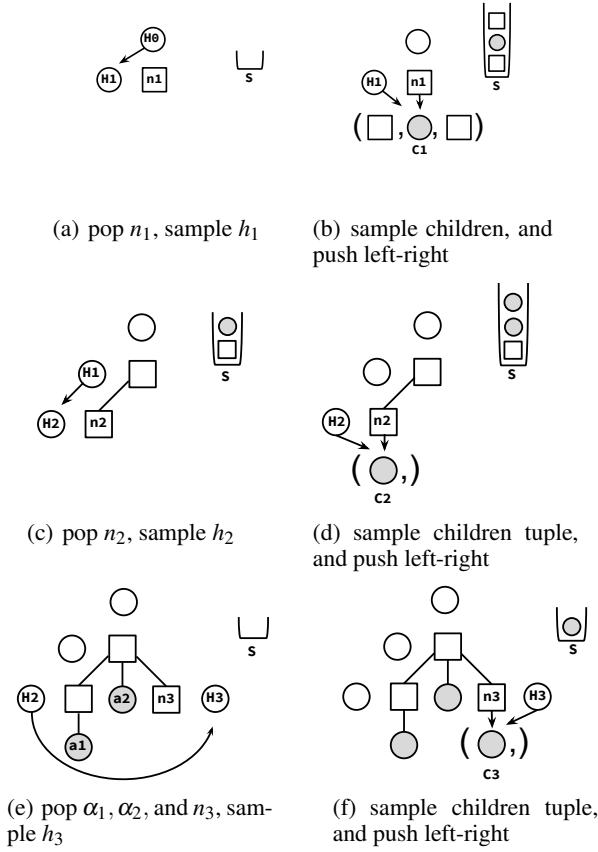 H0
H1
n1
S
S
H1
n1
( , , )
C1
(a) pop n1, sample h1
(b) sample children, and
push left-right
S
H1
H2
n2
S
H2
n2
( ,)
C2
(c) pop n2, sample h2
(d) sample children tuple,
and push left-right
S
H2
a2
n3
H3
a1
S
n3
H3
( ,)
C3
(e) pop α1, α2, and n3, sam-
ple h3
(f) sample children tuple,
and push left-right